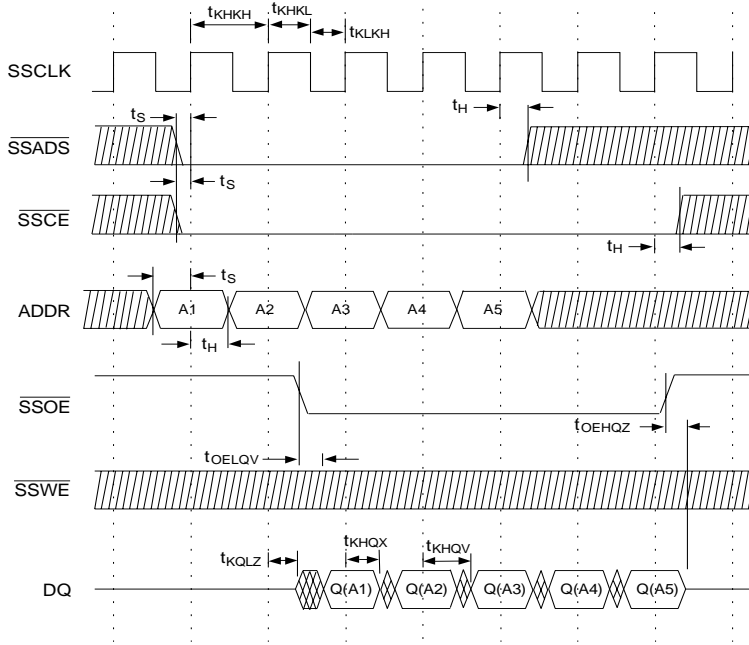 tKHKH tKHKL tKLKH
SSCLK
tS tH
SSADS
tS
SSCE
tH
tS
ADDR A1 A2 A3 A4 A5
tH
SSOE
tOEHQZ
tOELQV
SSWE
tKQLZ tKHQX tKHQV
DQ Q(A1) Q(A2) Q(A3) Q(A4) Q(A5)